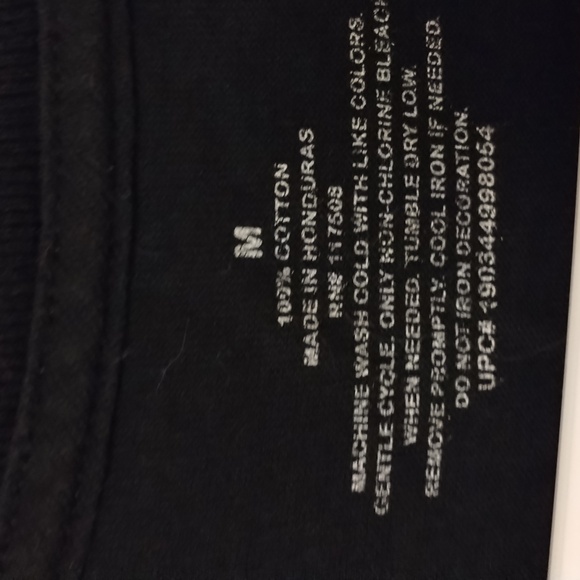 M
100% COTTON
MADE IN HONDURAS
RN# 117508
MACHINE WASH COLD WITH LIKE COLORS.
GENTLE CYCLE. ONLY NON-CHLORINE BLEACH
WHEN NEEDED. TUMBLE DRY LOW.
REMOVE PROMPTLY. COOL IRON IF NEEDED.
DO NOT IRON DECORATION.
UPC# 190344998054